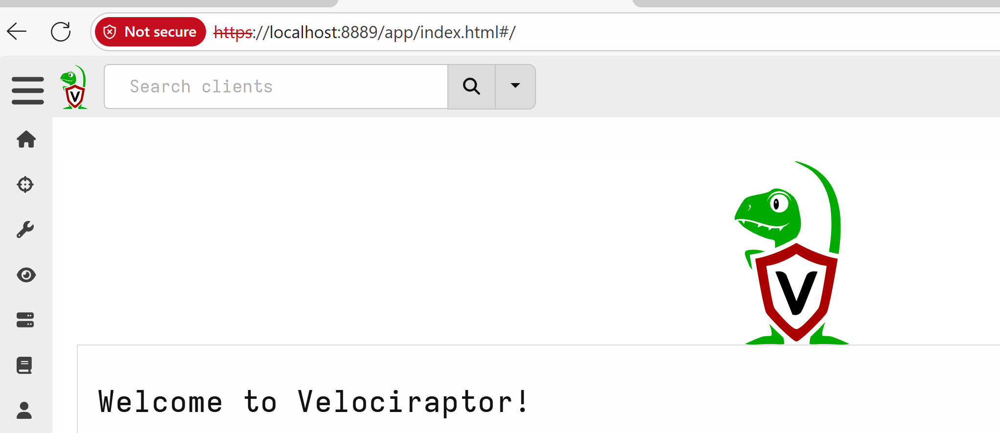 Not secure https://localhost:8889/app/index.html#/
Search clients
V
V
Welcome to Velociraptor!